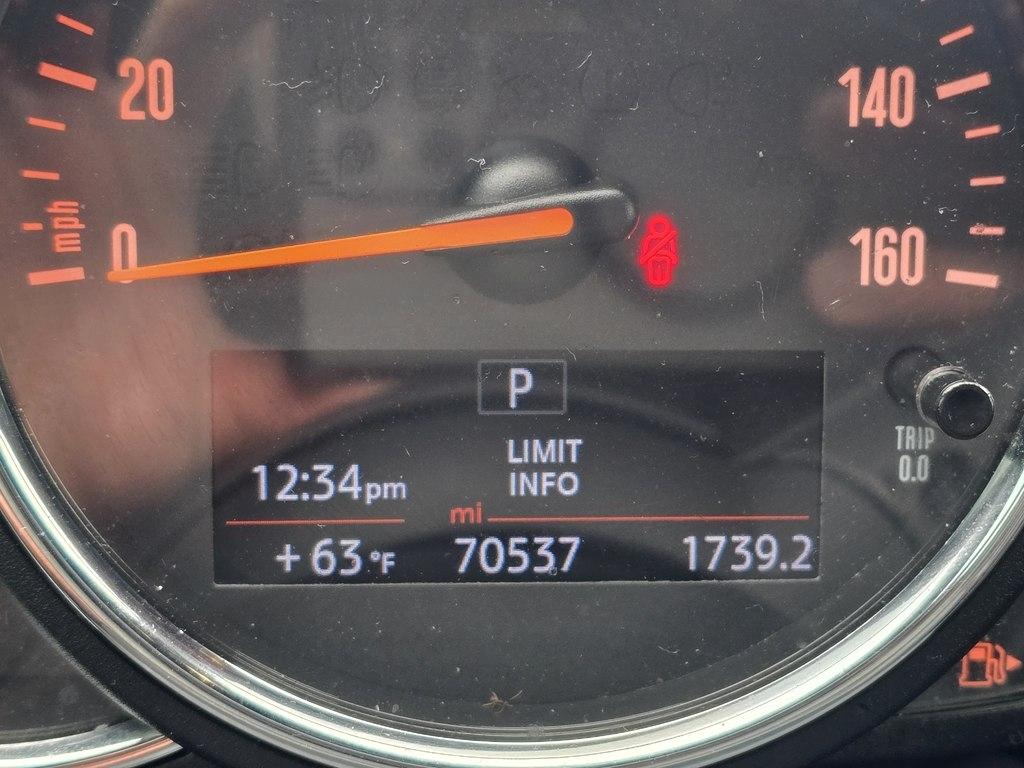 20
140
mph
0
160
P
LIMIT
INFO
TRIP
0.0
12:34pm
mi
+63°F
70537
1739.2